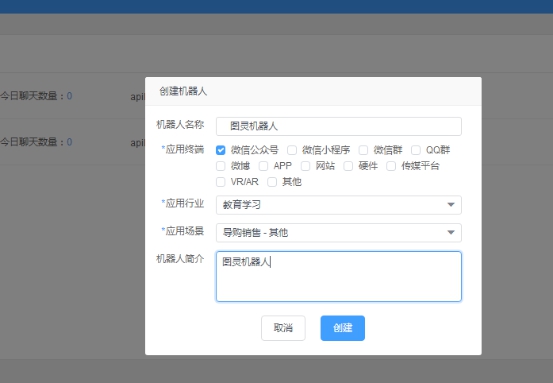 创建机器人
今日聊天数量：0
机器人名称 图灵机器人
*应用终端 微信公众号 微信小程序 微信群 QQ群
微博 APP 网站 硬件 传媒平台
VR/AR 其他
今日聊天数量：0
*应用行业 教育学习
*应用场景 导购销售 - 其他
机器人简介 图灵机器人
取消 创建